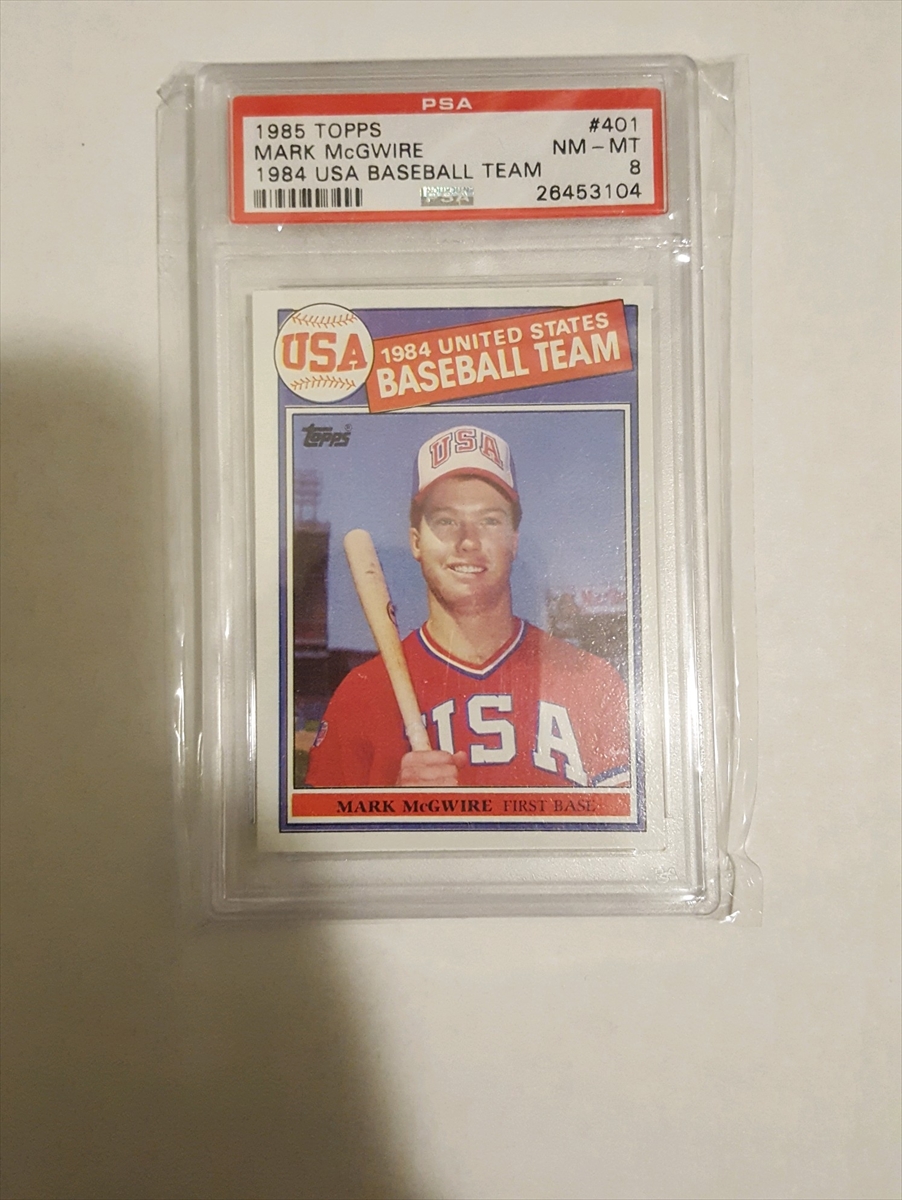 PSA
1985 TOPPS #401
MARK McGWIRE NM-MT
1984 USA BASEBALL TEAM 8
PSA 26453104
USA
1984 UNITED STATES
BASEBALL TEAM
topps
USA
USA
MARK McGWIRE FIRST BASE